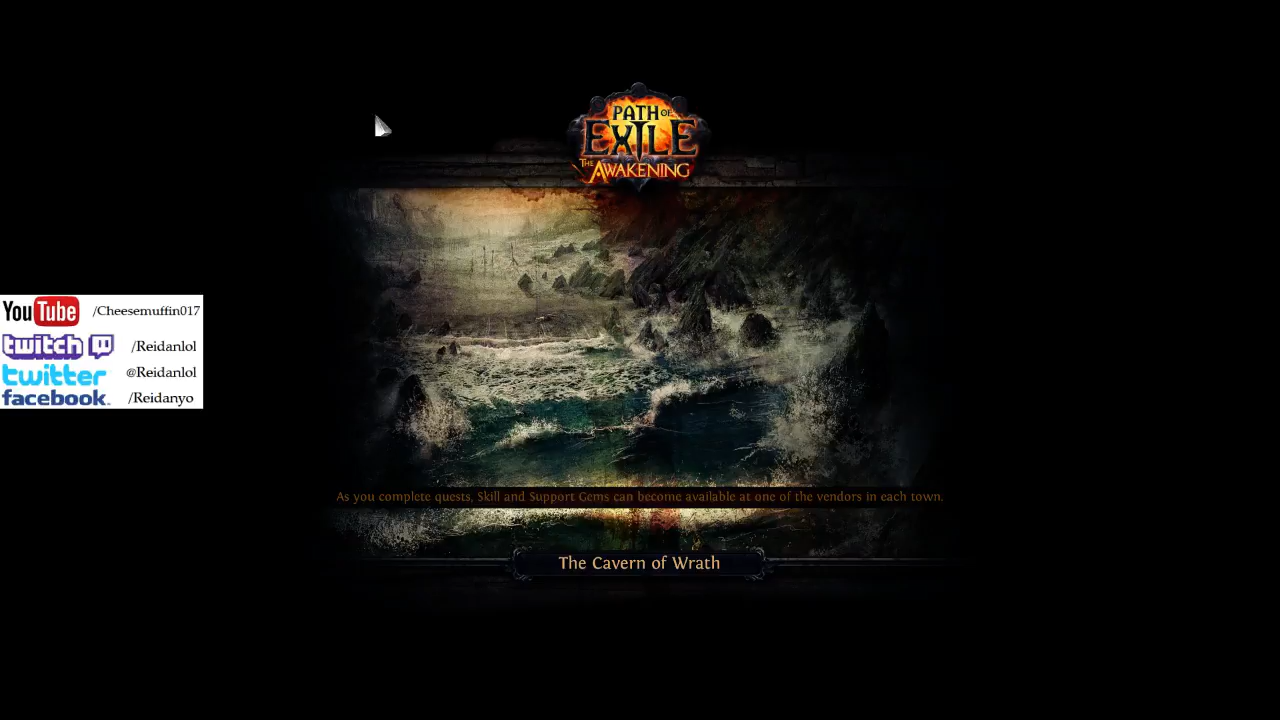 PATH OF
EXILE
THE AWAKENING
YouTube /Cheesemuffin017
twitch /Reidanlol
twitter @Reidanlol
facebook. /Reidanyo
As you complete quests, Skill and Support Gems can become available at one of the vendors in each town.
The Cavern of Wrath